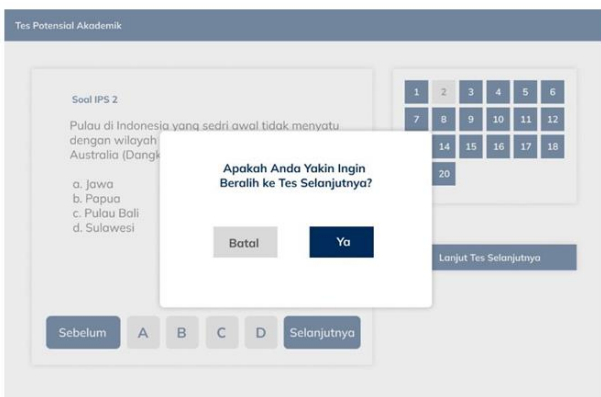 Tes Potensial Akademik
Soal IPS 2
Pulau di Indonesia yang sedri awal tidak menyatu
dengan wilayah
Australia (Dangk
a. Jawa
b. Papua
c. Pulau Bali
d. Sulawesi
Apakah Anda Yakin Ingin
Beralih ke Tes Selanjutnya?
Batal Ya
Sebelum A B C D Selanjutnya
1 2 3 4 5 6
7 8 9 10 11 12
14 15 16 17 18
20
Lanjut Tes Selanjutnya